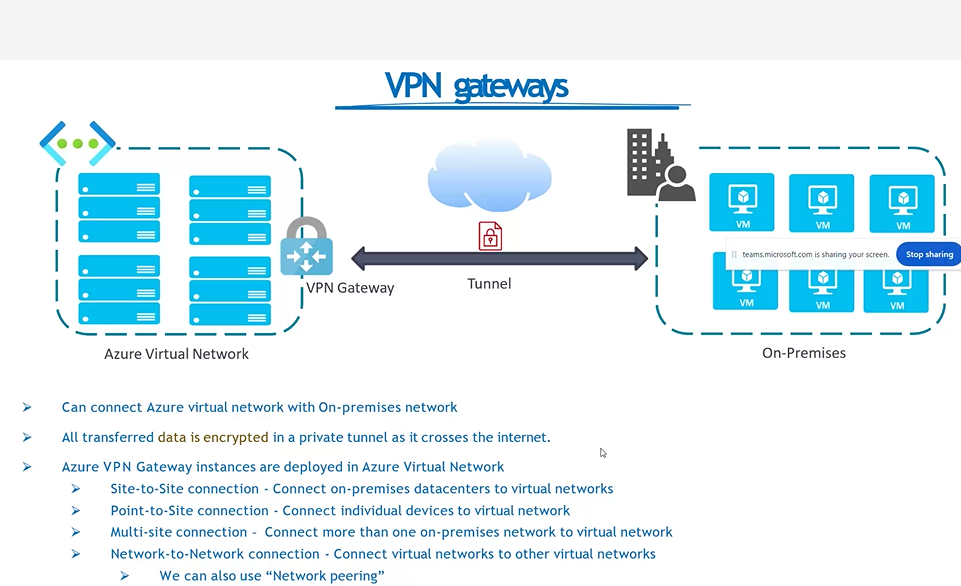 VPN gateways
VM VM VM
teams.microsoft.com is sharing your screen. Stop sharing
VM VM VM
VPN Gateway
Tunnel
Azure Virtual Network
On-Premises
Can connect Azure virtual network with On-premises network
All transferred data is encrypted in a private tunnel as it crosses the internet.
Azure VPN Gateway instances are deployed in Azure Virtual Network
Site-to-Site connection - Connect on-premises datacenters to virtual networks
Point-to-Site connection - Connect individual devices to virtual network
Multi-site connection - Connect more than one on-premises network to virtual network
Network-to-Network connection - Connect virtual networks to other virtual networks
We can also use “Network peering”